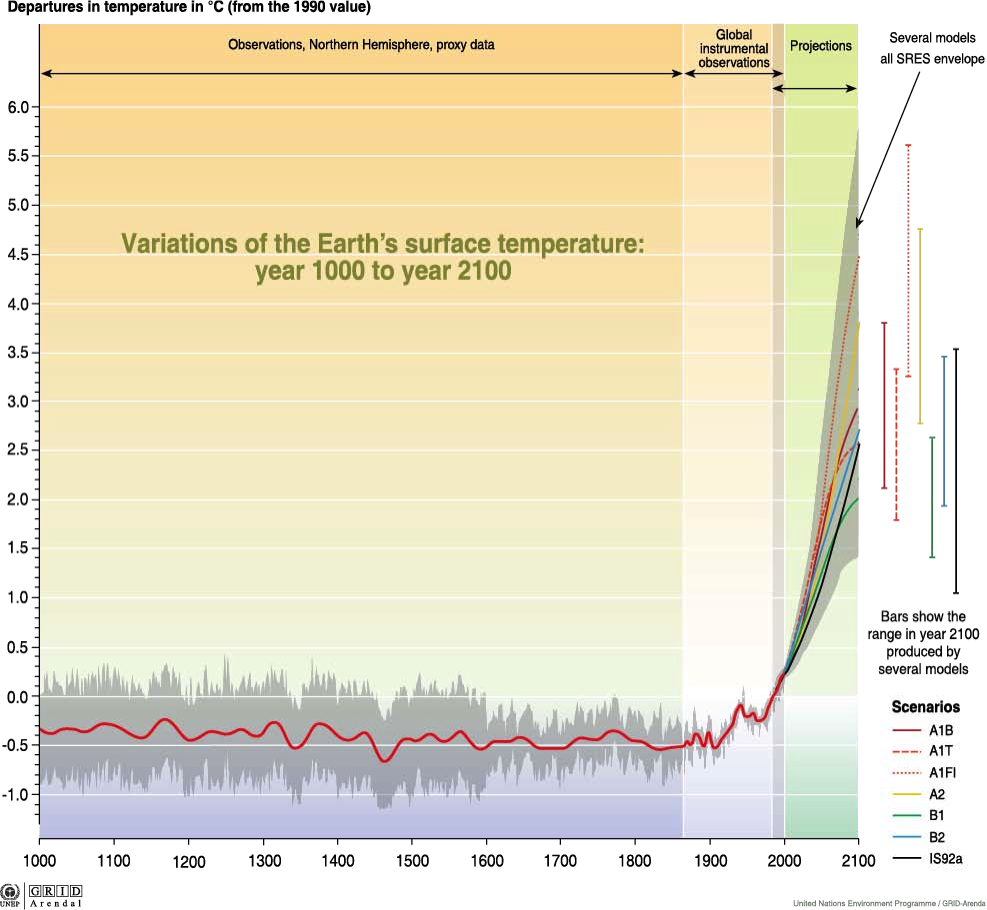 Departures in temperature in °C (from the 1990 value)
Observations, Northern Hemisphere, proxy data
Global
instrumental
observations
Projections
Several models
all SRES envelope
6.0
5.5
5.0
4.5
4.0
3.5
3.0
2.5
2.0
1.5
1.0
0.5
0.0
-0.5
-1.0
Variations of the Earth's surface temperature:
year 1000 to year 2100
Bars show the
range in year 2100
produced by
several models
Scenarios
A1B
A1T
A1FI
A2
B1
B2
IS92a
1000 1100 1200 1300 1400 1500 1600 1700 1800 1900 2000 2100
UNEP
GRID
Arendal
United Nations Environment Programme / GRID-Arenda